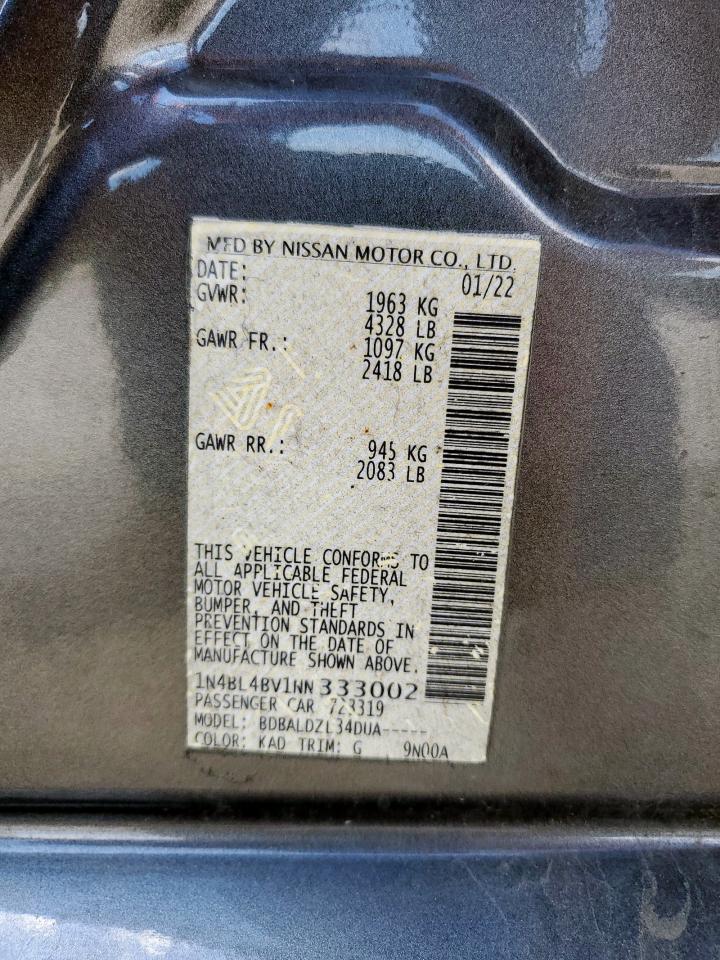 MFD BY NISSAN MOTOR CO., LTD.
DATE: 01/22
GVWR: 1963 KG
4328 LB
GAWR FR.: 1097 KG
2418 LB
GAWR RR.: 945 KG
2083 LB
THIS VEHICLE CONFORMS TO
ALL APPLICABLE FEDERAL
MOTOR VEHICLE SAFETY,
BUMPER, AND THEFT
PREVENTION STANDARDS IN
EFFECT ON THE DATE OF
MANUFACTURE SHOWN ABOVE.
1N4BL4BV1NN333002
PASSENGER CAR 723319
MODEL: BDBALDZL34DUA-----
COLOR: KAD TRIM: G 9N00A